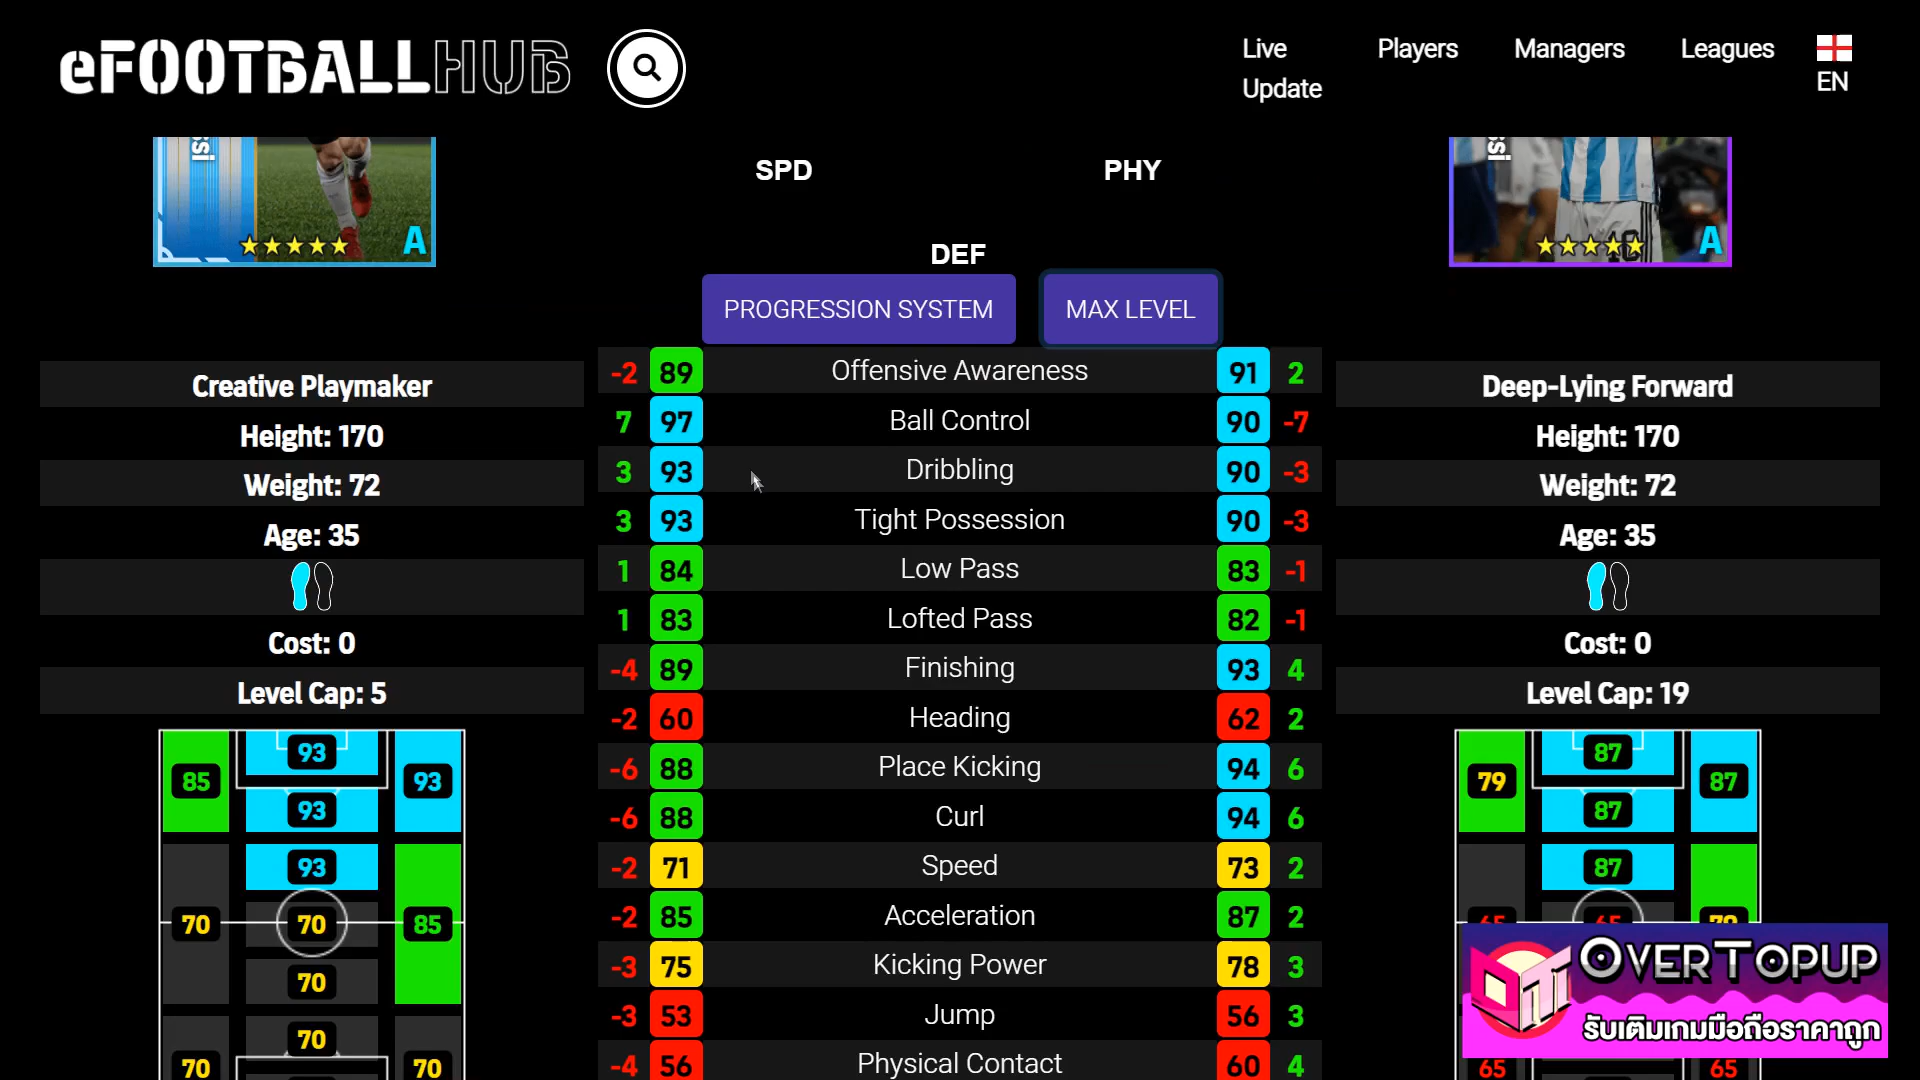 eFOOTBALLHUB
Live Update
Players
Managers
Leagues
EN
si
A
SPD
PHY
DEF
si
A
PROGRESSION SYSTEM
MAX LEVEL
Creative Playmaker
Height: 170
Weight: 72
Age: 35
Cost: 0
Level Cap: 5
85
93
93
93
93
70
70
85
70
70
70
70
-2 89 Offensive Awareness 91 2
7 97 Ball Control 90 -7
3 93 Dribbling 90 -3
3 93 Tight Possession 90 -3
1 84 Low Pass 83 -1
1 83 Lofted Pass 82 -1
-4 89 Finishing 93 4
-2 60 Heading 62 2
-6 88 Place Kicking 94 6
-6 88 Curl 94 6
-2 71 Speed 73 2
-2 85 Acceleration 87 2
-3 75 Kicking Power 78 3
-3 53 Jump 56 3
-4 56 Physical Contact 60 4
Deep-Lying Forward
Height: 170
Weight: 72
Age: 35
Cost: 0
Level Cap: 19
79
87
87
87
87
65
65
79
65
65
OVERTOPUP
รับเติมเกมมือถือราคาถูก